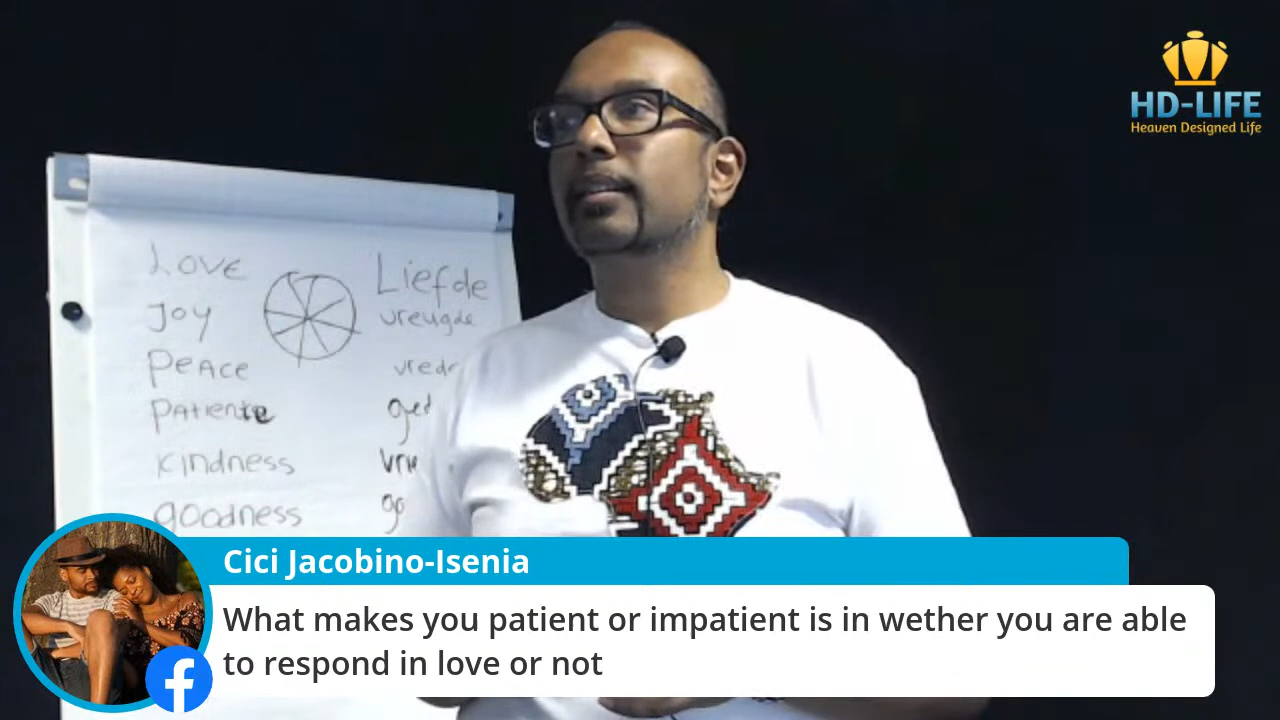 HD-LIFE
Heaven Designed Life
Love
Liefde
Joy
vreugde
Peace
kindness
goodness
Cici Jacobino-Isenia
What makes you patient or impatient is in wether you are able
to respond in love or not